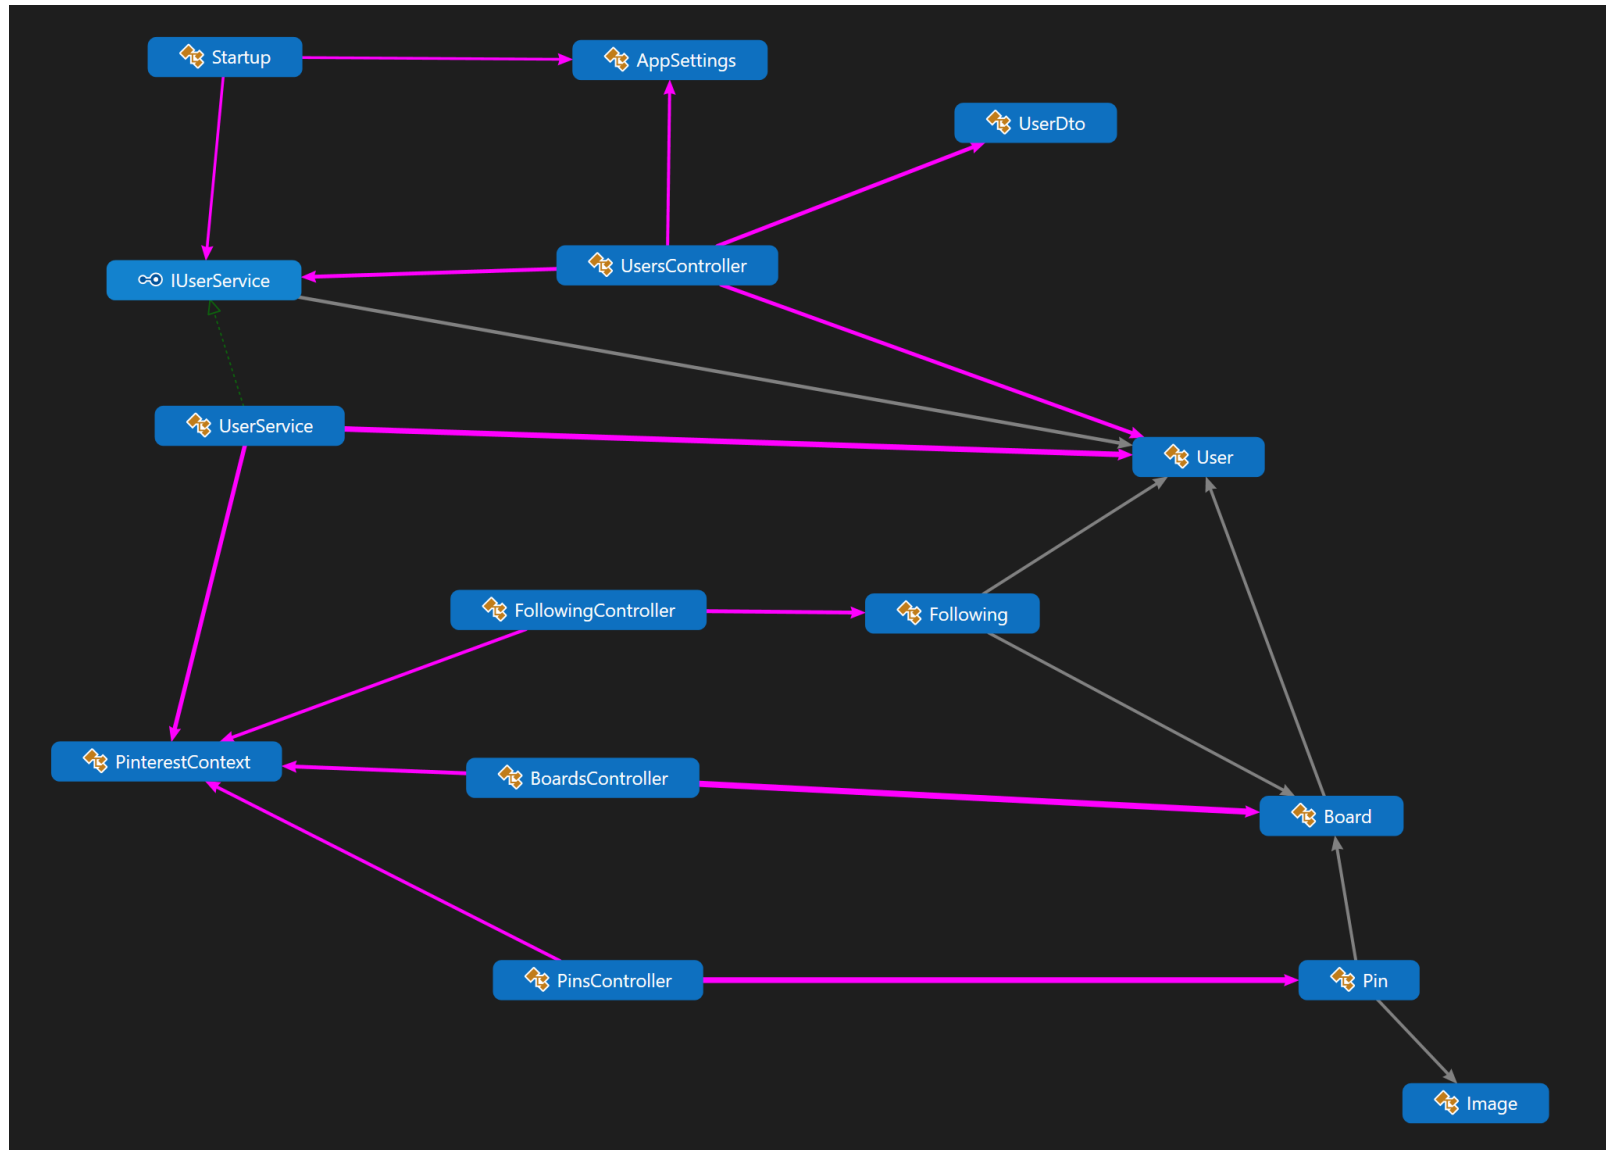 Startup
AppSettings
UserDto
UsersController
IUserService
UserService
User
FollowingController
Following
PinterestContext
BoardsController
Board
PinsController
Pin
Image